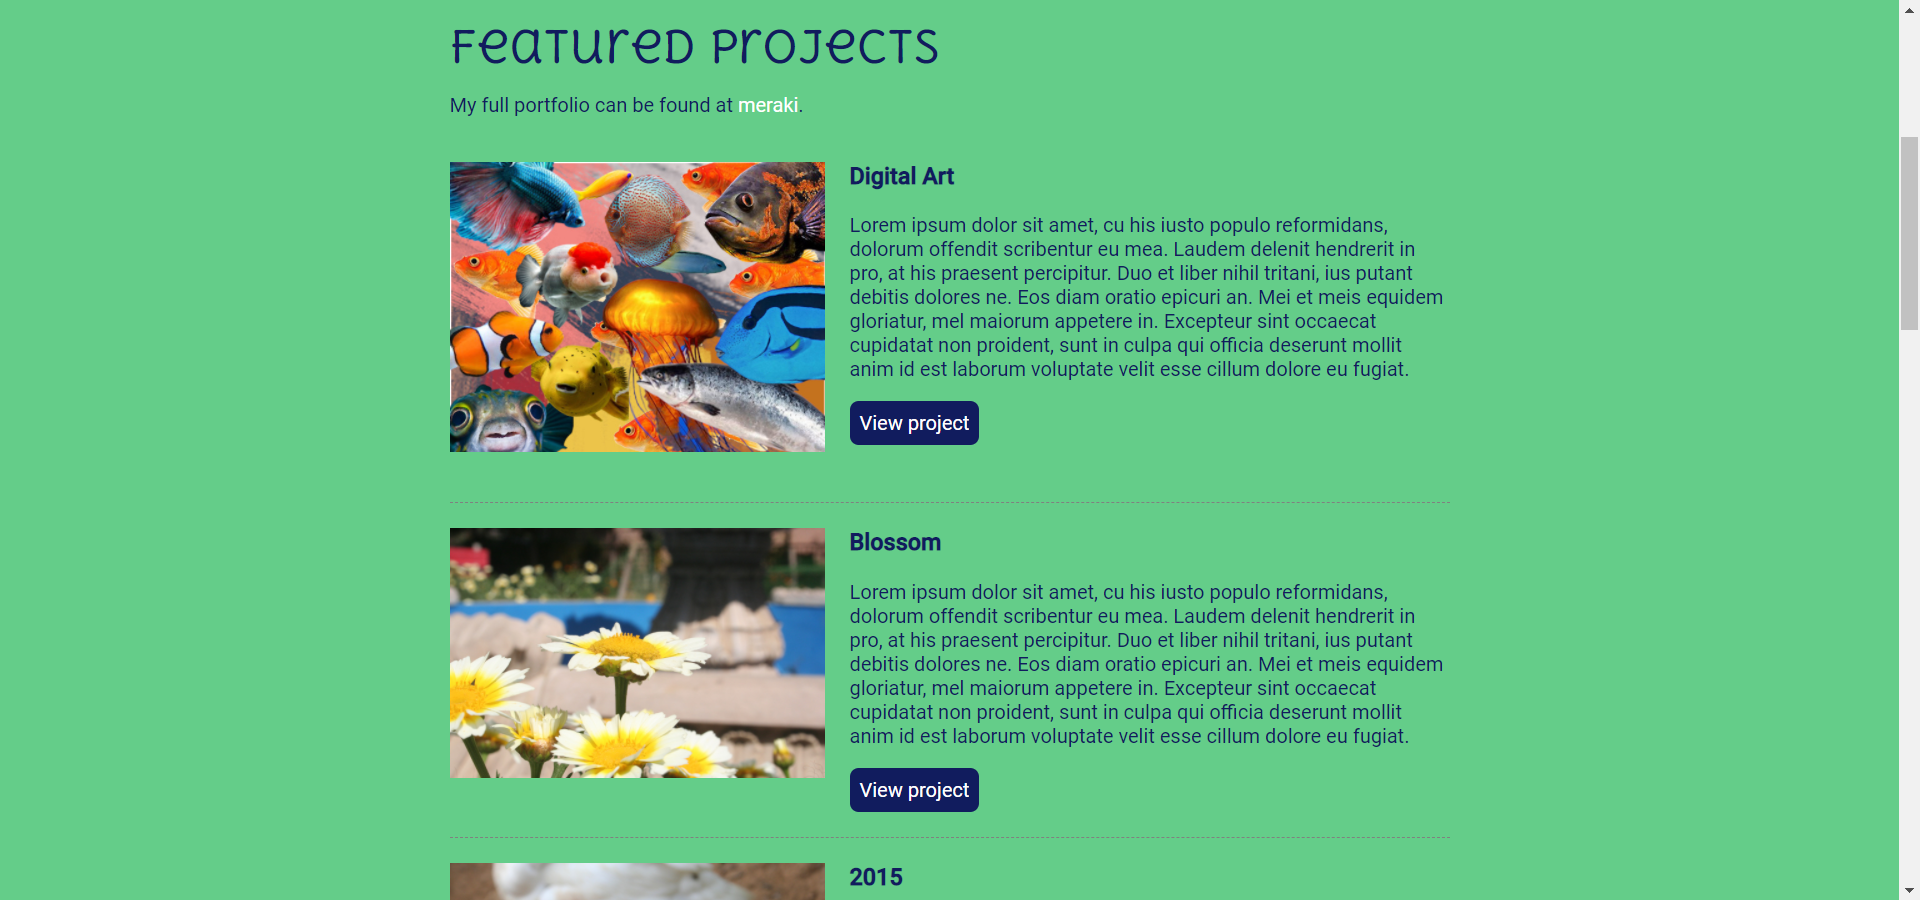 Featured Projects
My full portfolio can be found at meraki.
Digital Art
Lorem ipsum dolor sit amet, cu his iusto populo reformidans,
dolorum offendit scribentur eu mea. Laudem delenit hendrerit in
pro, at his praesent percipitur. Duo et liber nihil tritani, ius putant
debitis dolores ne. Eos diam oratio epicuri an. Mei et meis equidem
gloriatur, mel maiorum appetere in. Excepteur sint occaecat
cupidatat non proident, sunt in culpa qui officia deserunt mollit
anim id est laborum voluptate velit esse cillum dolore eu fugiat.
View project
Blossom
Lorem ipsum dolor sit amet, cu his iusto populo reformidans,
dolorum offendit scribentur eu mea. Laudem delenit hendrerit in
pro, at his praesent percipitur. Duo et liber nihil tritani, ius putant
debitis dolores ne. Eos diam oratio epicuri an. Mei et meis equidem
gloriatur, mel maiorum appetere in. Excepteur sint occaecat
cupidatat non proident, sunt in culpa qui officia deserunt mollit
anim id est laborum voluptate velit esse cillum dolore eu fugiat.
View project
2015